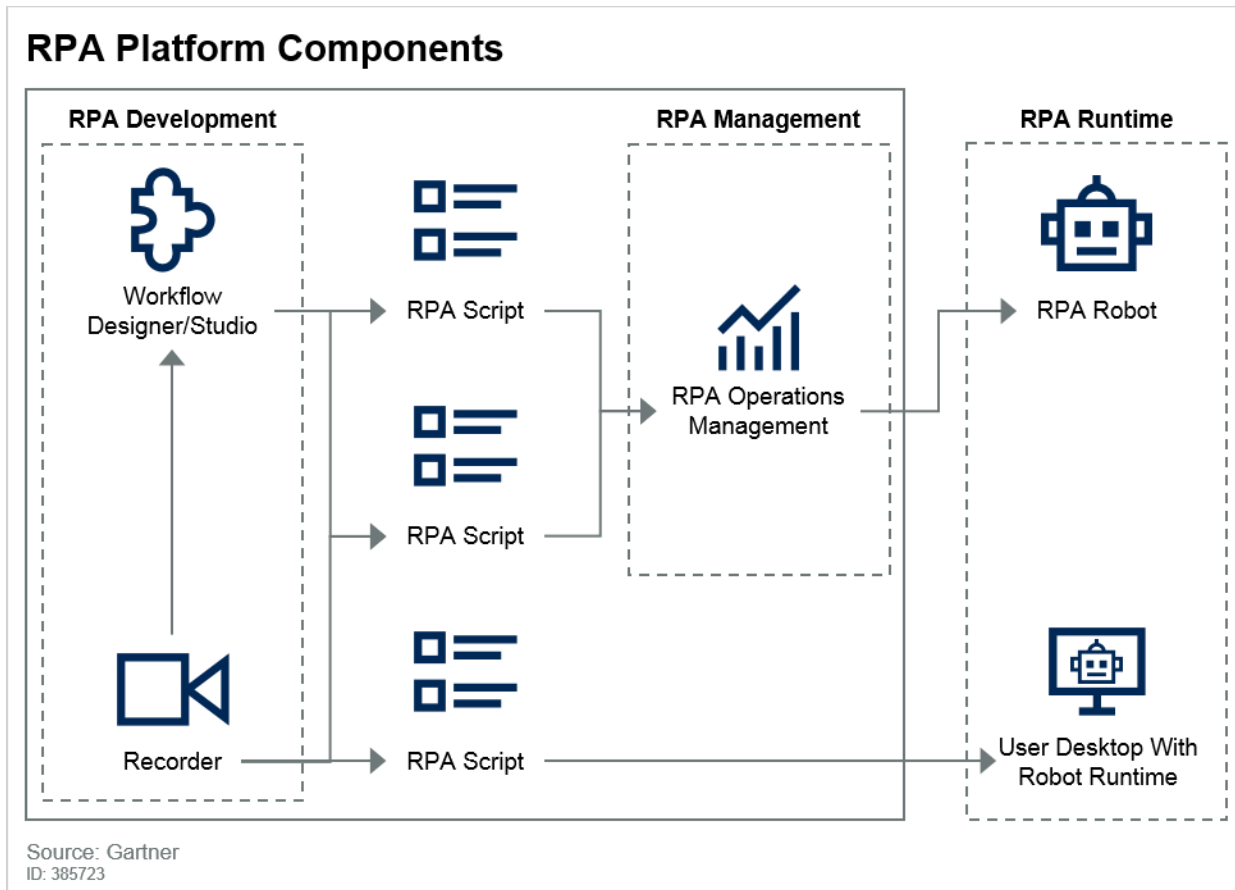 RPA Platform Components
RPA Development
RPA Management
RPA Runtime
Workflow
Designer/Studio
RPA Script
RPA Operations
Management
RPA Robot
RPA Script
Recorder
RPA Script
User Desktop With
Robot Runtime
Source: Gartner
ID: 385723